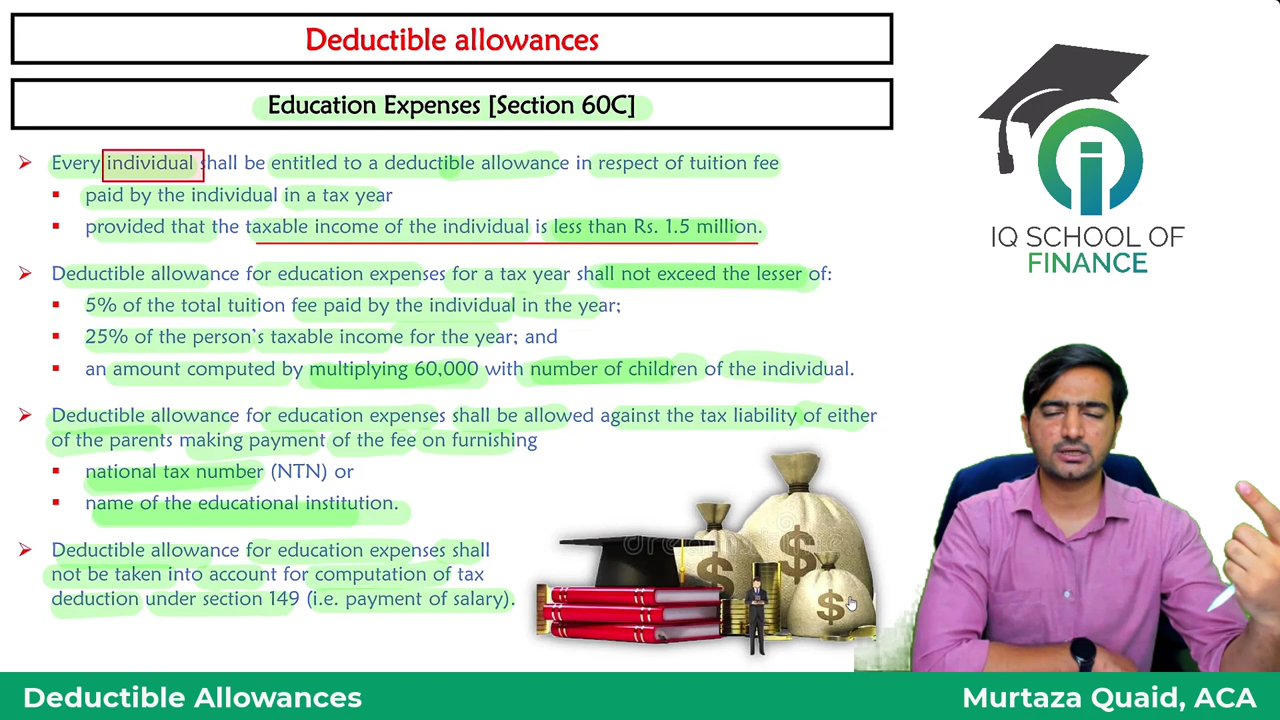 Deductible allowances
Education Expenses [Section 60C]
Every individual shall be entitled to a deductible allowance in respect of tuition fee
paid by the individual in a tax year
provided that the taxable income of the individual is less than Rs. 1.5 million.
Deductible allowance for education expenses for a tax year shall not exceed the lesser of:
5% of the total tuition fee paid by the individual in the year;
25% of the person's taxable income for the year; and
an amount computed by multiplying 60,000 with number of children of the individual.
Deductible allowance for education expenses shall be allowed against the tax liability of either
of the parents making payment of the fee on furnishing
national tax number (NTN) or
name of the educational institution.
Deductible allowance for education expenses shall
not be taken into account for computation of tax
deduction under section 149 (i.e. payment of salary).
IQ SCHOOL OF
FINANCE
Deductible Allowances
Murtaza Quaid, ACA